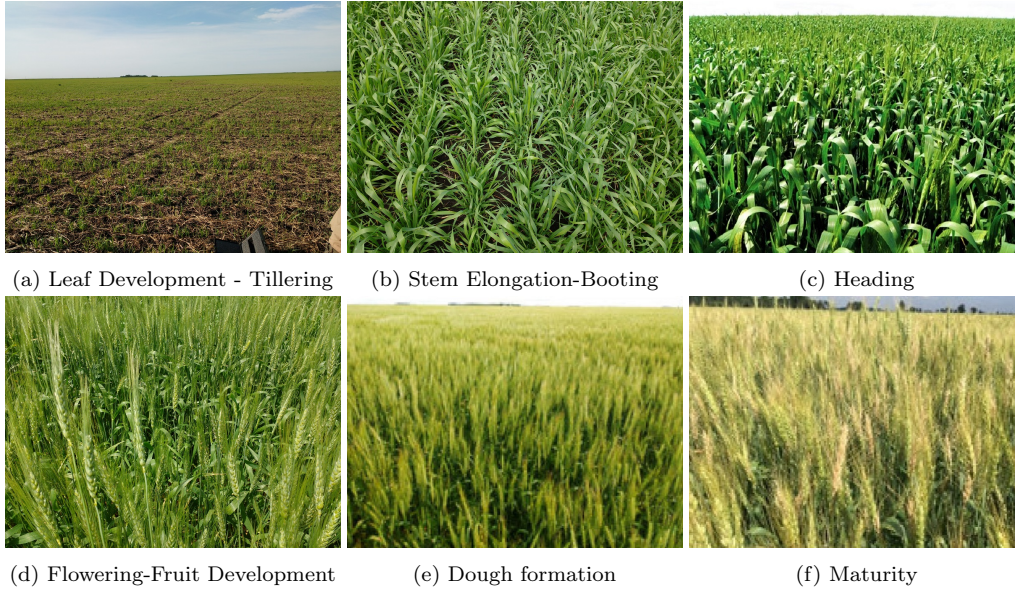 (a) Leaf Development - Tillering
(b) Stem Elongation-Booting
(c) Heading
(d) Flowering-Fruit Development
(e) Dough formation
(f) Maturity